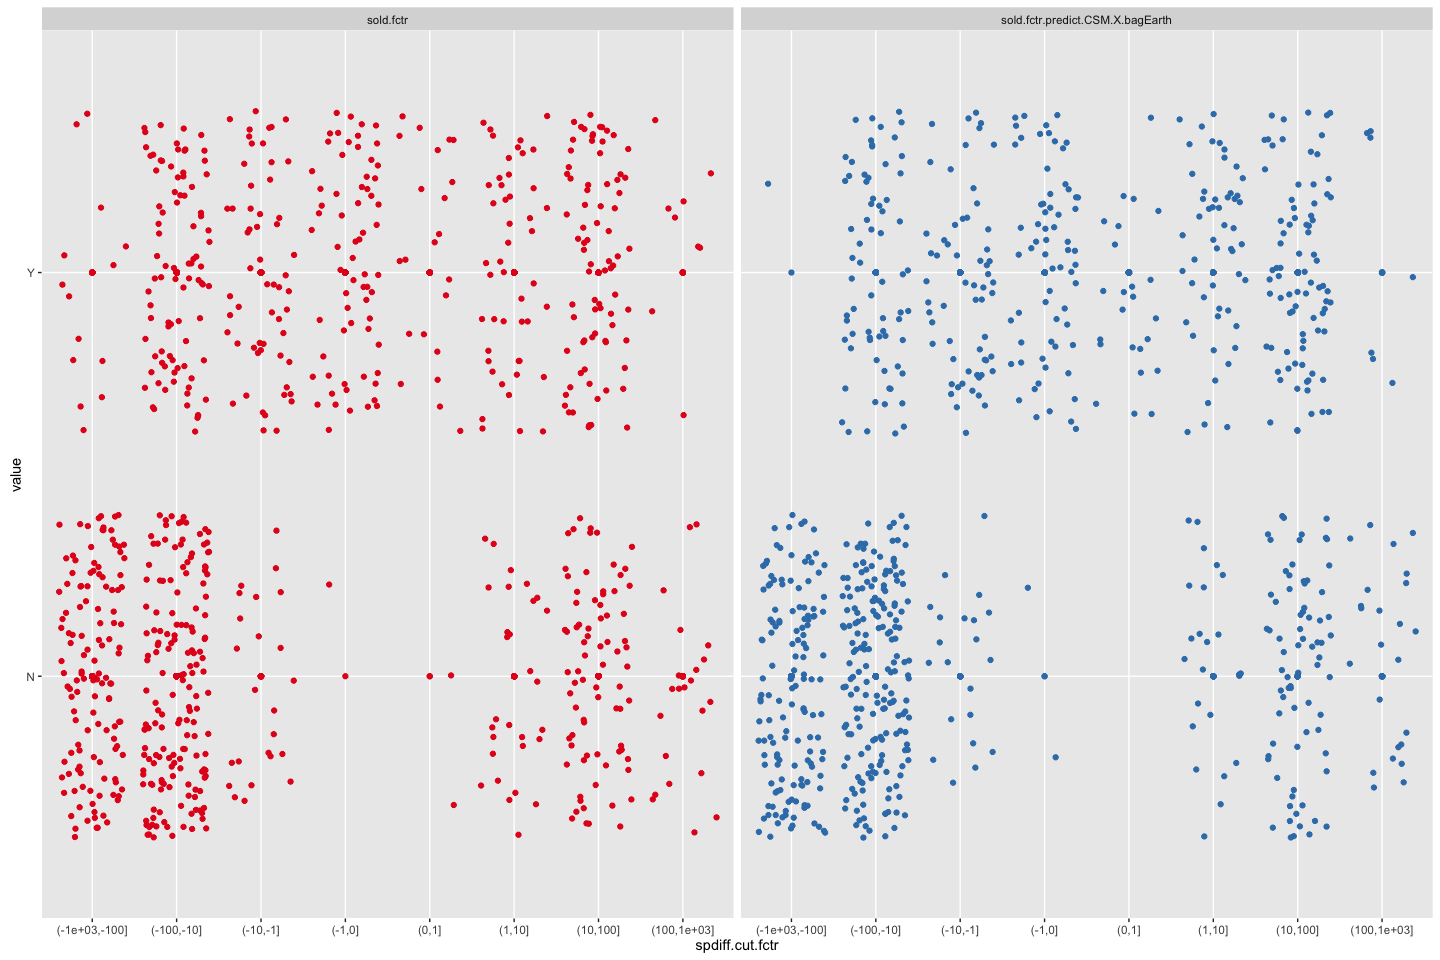 sold.fctr
sold.fctr.predict.CSM.X.bagEarth
value
Y
N
(-1e+03,-100] (-100,-10] (-10,-1] (-1,0] (0,1] (1,10] (10,100] (100,1e+03]
(-1e+03,-100] (-100,-10] (-10,-1] (-1,0] (0,1] (1,10] (10,100] (100,1e+03]
spdiff.cut.fctr